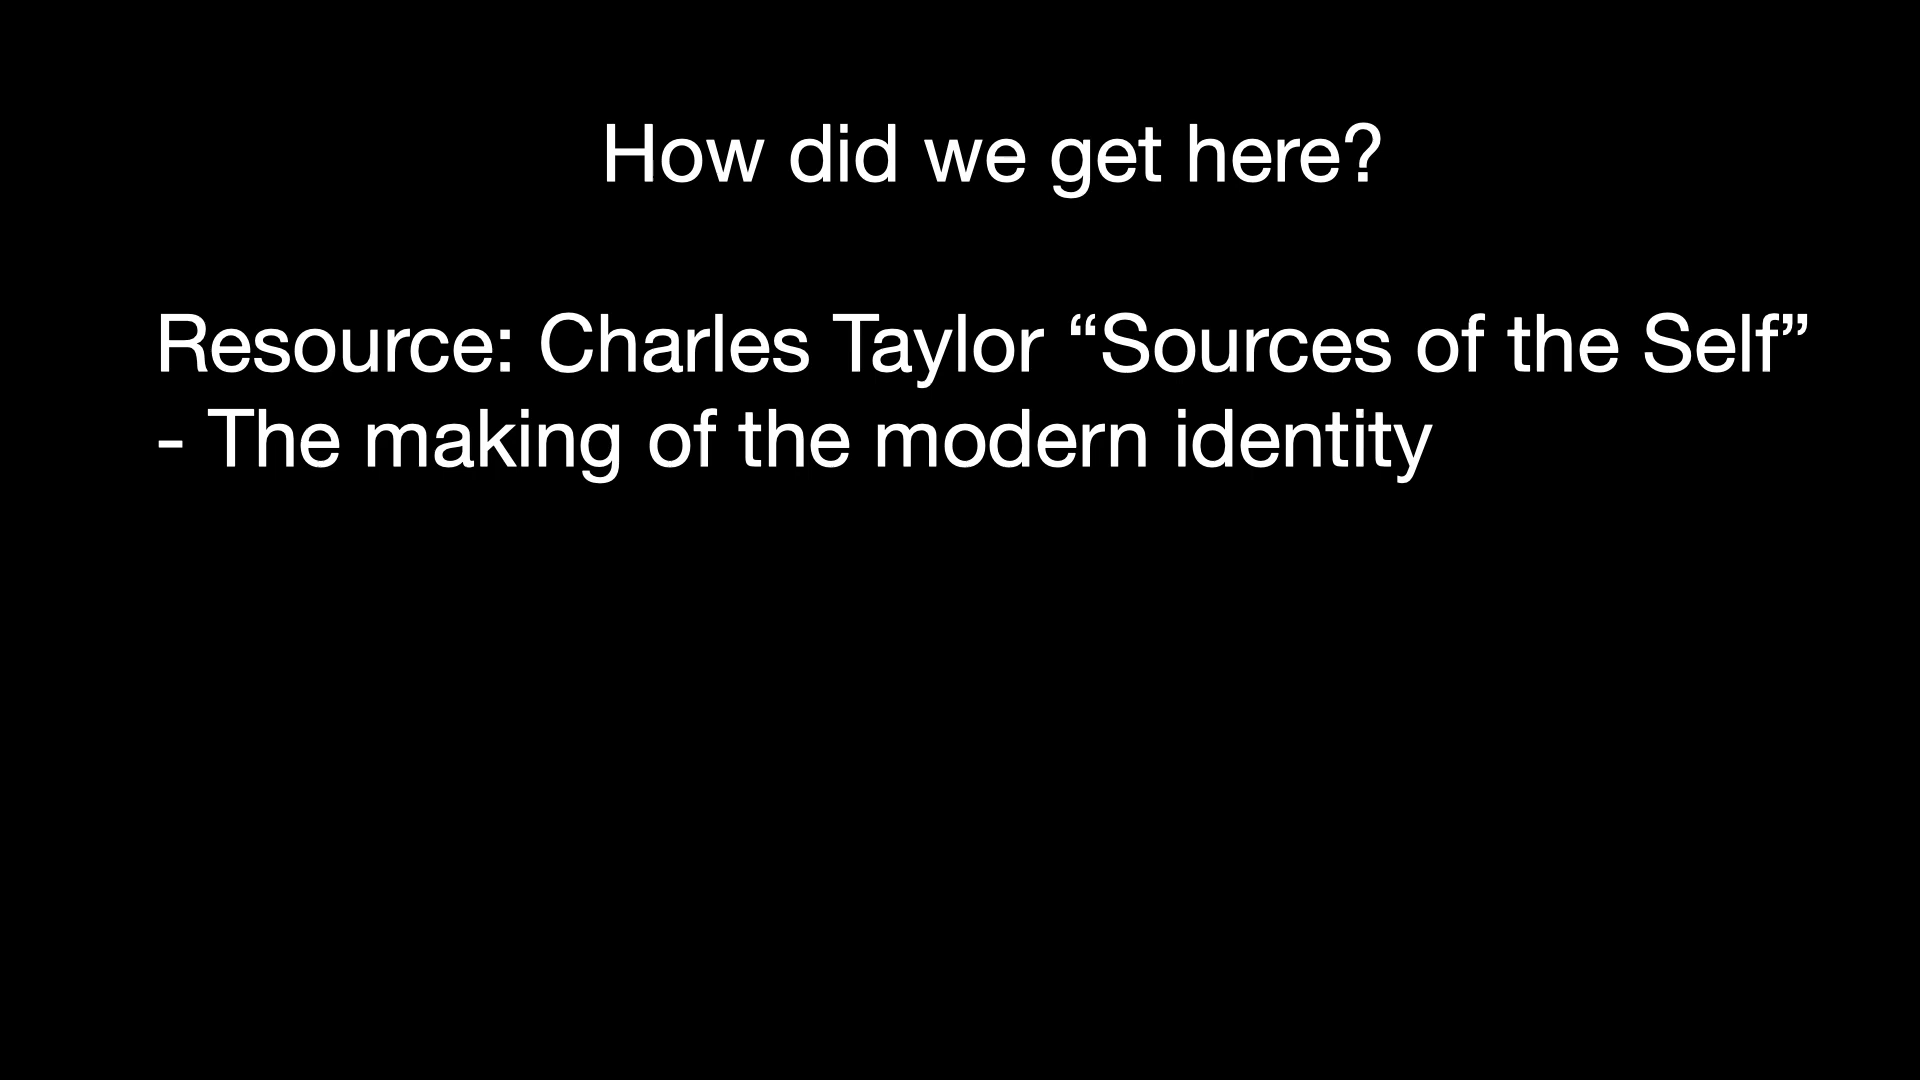 How did we get here?
Resource: Charles Taylor “Sources of the Self”
- The making of the modern identity